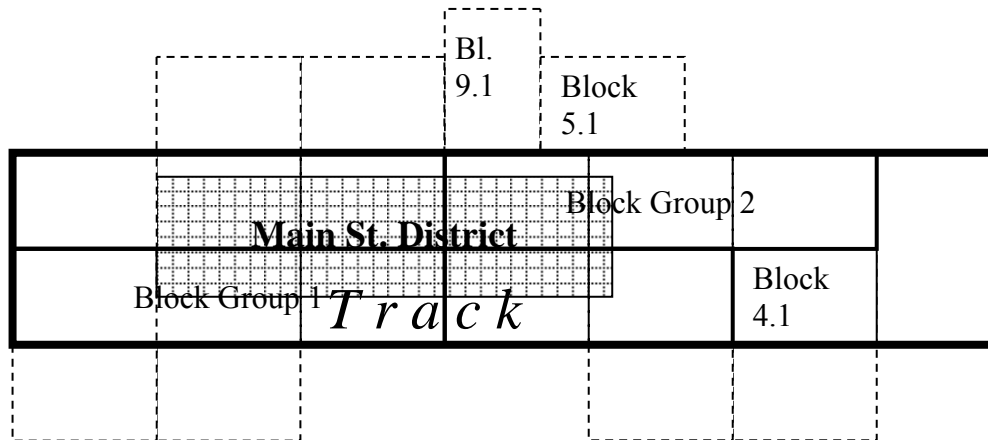 Bl.
9.1
Block
5.1
Block Group 2
Main St. District
Block
4.1
Block Group 1
Track